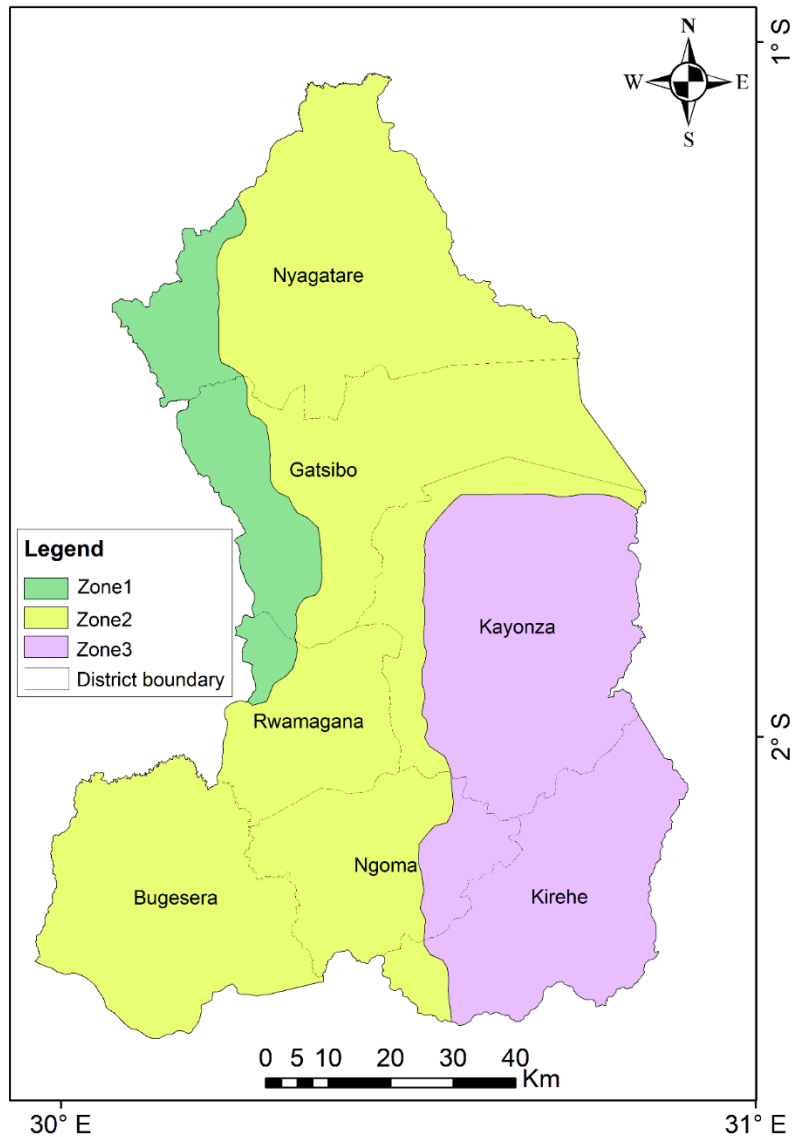 N
W E
S
1° S
Nyagatare
Gatsibo
Legend
Zone1
Zone2
Zone3
District boundary
Kayonza
Rwamagana
2° S
Ngoma
Bugesera
Kirehe
0 5 10 20 30 40
Km
30° E 31° E